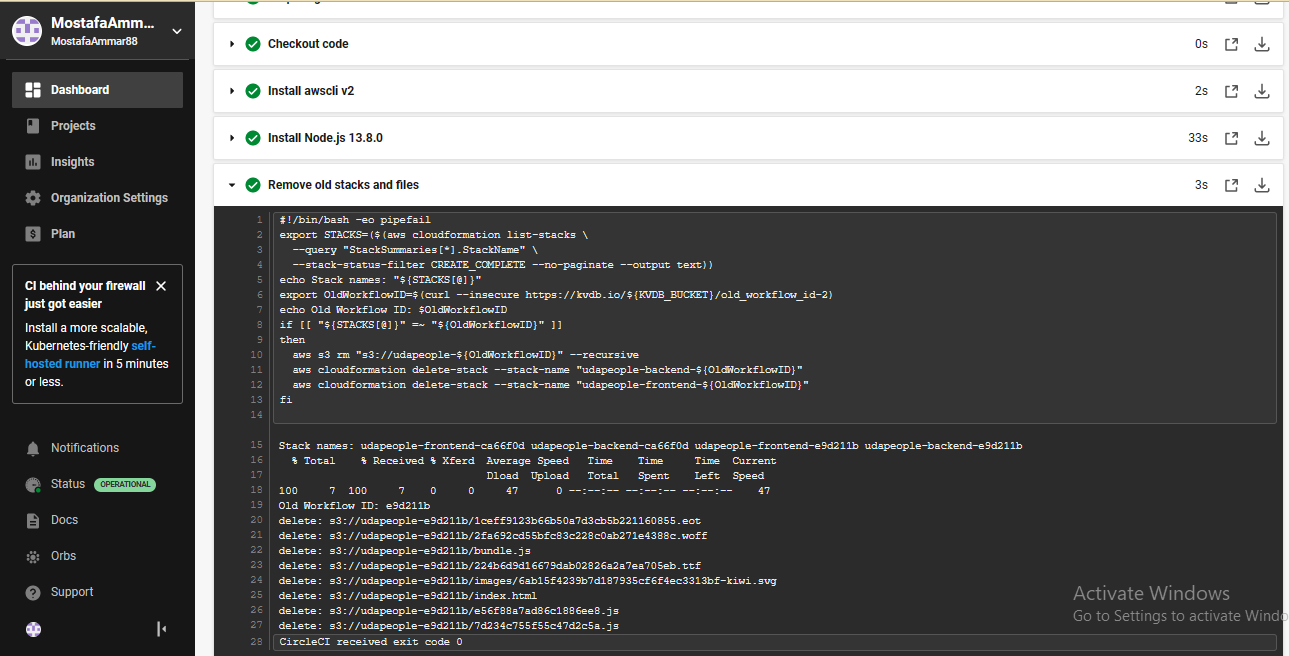 MostafaAmm...
MostafaAmmar88
Dashboard
Projects
Insights
Organization Settings
Plan
CI behind your firewall
just got easier
Install a more scalable,
Kubernetes-friendly self-
hosted runner in 5 minutes
or less.
Notifications
Status OPERATIONAL
Docs
Orbs
Support
Checkout code 0s
Install awscli v2 2s
Install Node.js 13.8.0 33s
Remove old stacks and files 3s
1 #!/bin/bash -eo pipefail
2 export STACKS=($(aws cloudformation list-stacks \
3 --query "StackSummaries[*].StackName" \
4 --stack-status-filter CREATE_COMPLETE --no-paginate --output text))
5 echo Stack names: "${STACKS[@]}"
6 export OldWorkflowID=$(curl --insecure https://kvdb.io/${KVDB_BUCKET}/old_workflow_id-2)
7 echo Old Workflow ID: $OldWorkflowID
8 if [[ "${STACKS[@]}" =~ "${OldWorkflowID}" ]]
9 then
10 aws s3 rm "s3://udapeople-${OldWorkflowID}" --recursive
11 aws cloudformation delete-stack --stack-name "udapeople-backend-${OldWorkflowID}"
12 aws cloudformation delete-stack --stack-name "udapeople-frontend-${OldWorkflowID}"
13 fi
14
15 Stack names: udapeople-frontend-ca66f0d udapeople-backend-ca66f0d udapeople-frontend-e9d211b udapeople-backend-e9d211b
16 % Total % Received % Xferd Average Speed Time Time Time Current
17 Dload Upload Total Spent Left Speed
18 100 7 100 7 0 0 47 0 --:--:-- --:--:-- --:--:-- 47
19 Old Workflow ID: e9d211b
20 delete: s3://udapeople-e9d211b/1ceff9123b66b50a7d3cb5b221160855.eot
21 delete: s3://udapeople-e9d211b/2fa692cd55bfc83c228c0ab271e4388c.woff
22 delete: s3://udapeople-e9d211b/bundle.js
23 delete: s3://udapeople-e9d211b/224b6d9d16679dab02826a2a7ea705eb.ttf
24 delete: s3://udapeople-e9d211b/images/6ab15f4239b7d187935cf6f4ec3313bf-kiwi.svg
25 delete: s3://udapeople-e9d211b/index.html
26 delete: s3://udapeople-e9d211b/e56f88a7ad86c1886ee8.js
27 delete: s3://udapeople-e9d211b/7d234c755f55c47d2c5a.js
28 CircleCI received exit code 0
Activate Windows
Go to Settings to activate Windo